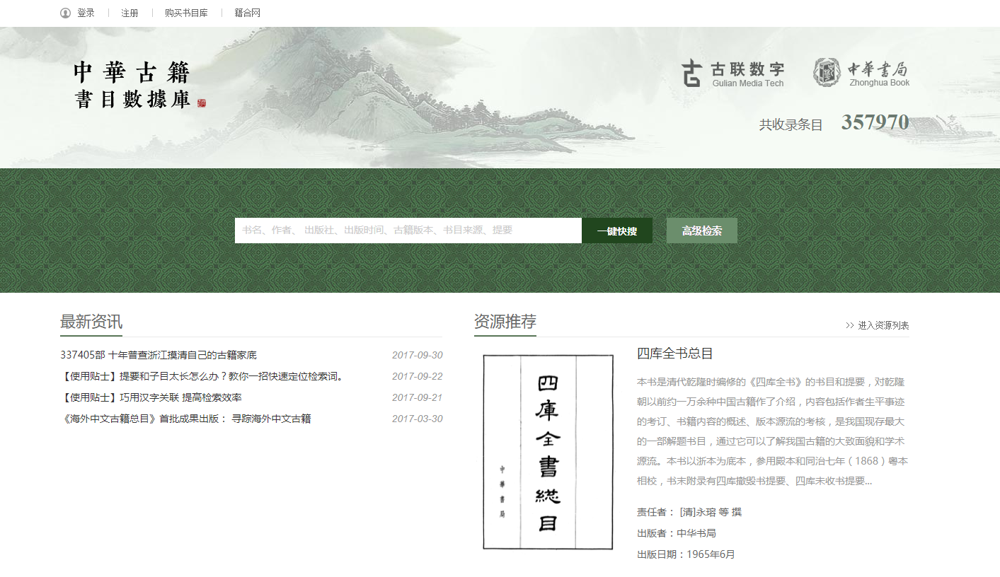 登录 注册 购买书目库 籍合网
中華古籍
書目數據庫
古联数字
Gulian Media Tech
中華書局
Zhonghua Book
共收录条目 357970
书名、作者、 出版社、出版时间、古籍版本、书目来源、提要 一键快搜 高级检索
最新资讯
337405部 十年普查浙江摸清自己的古籍家底 2017-09-30
【使用贴士】提要和子目太长怎么办？教你一招快速定位检索词。 2017-09-22
【使用贴士】巧用汉字关联 提高检索效率 2017-09-21
《海外中文古籍总目》首批成果出版： 寻踪海外中文古籍 2017-03-30
资源推荐 >> 进入资源列表
四庫全書總目
中華書局
四库全书总目
本书是清代乾隆时编修的《四库全书》的书目和提要，对乾隆
朝以前约一万余种中国古籍作了介绍，内容包括作者生平事迹
的考订、书籍内容的概述、版本源流的考核，是我国现存最大
的一部解题书目，通过它可以了解我国古籍的大致面貌和学术
源流。本书以浙本为底本，参用殿本和同治七年（1868）粤本
相校，书末附录有四库撤毁书提要、四库未收书提要...
责任者： [清]永瑢 等 撰
出版者：中华书局
出版日期：1965年6月